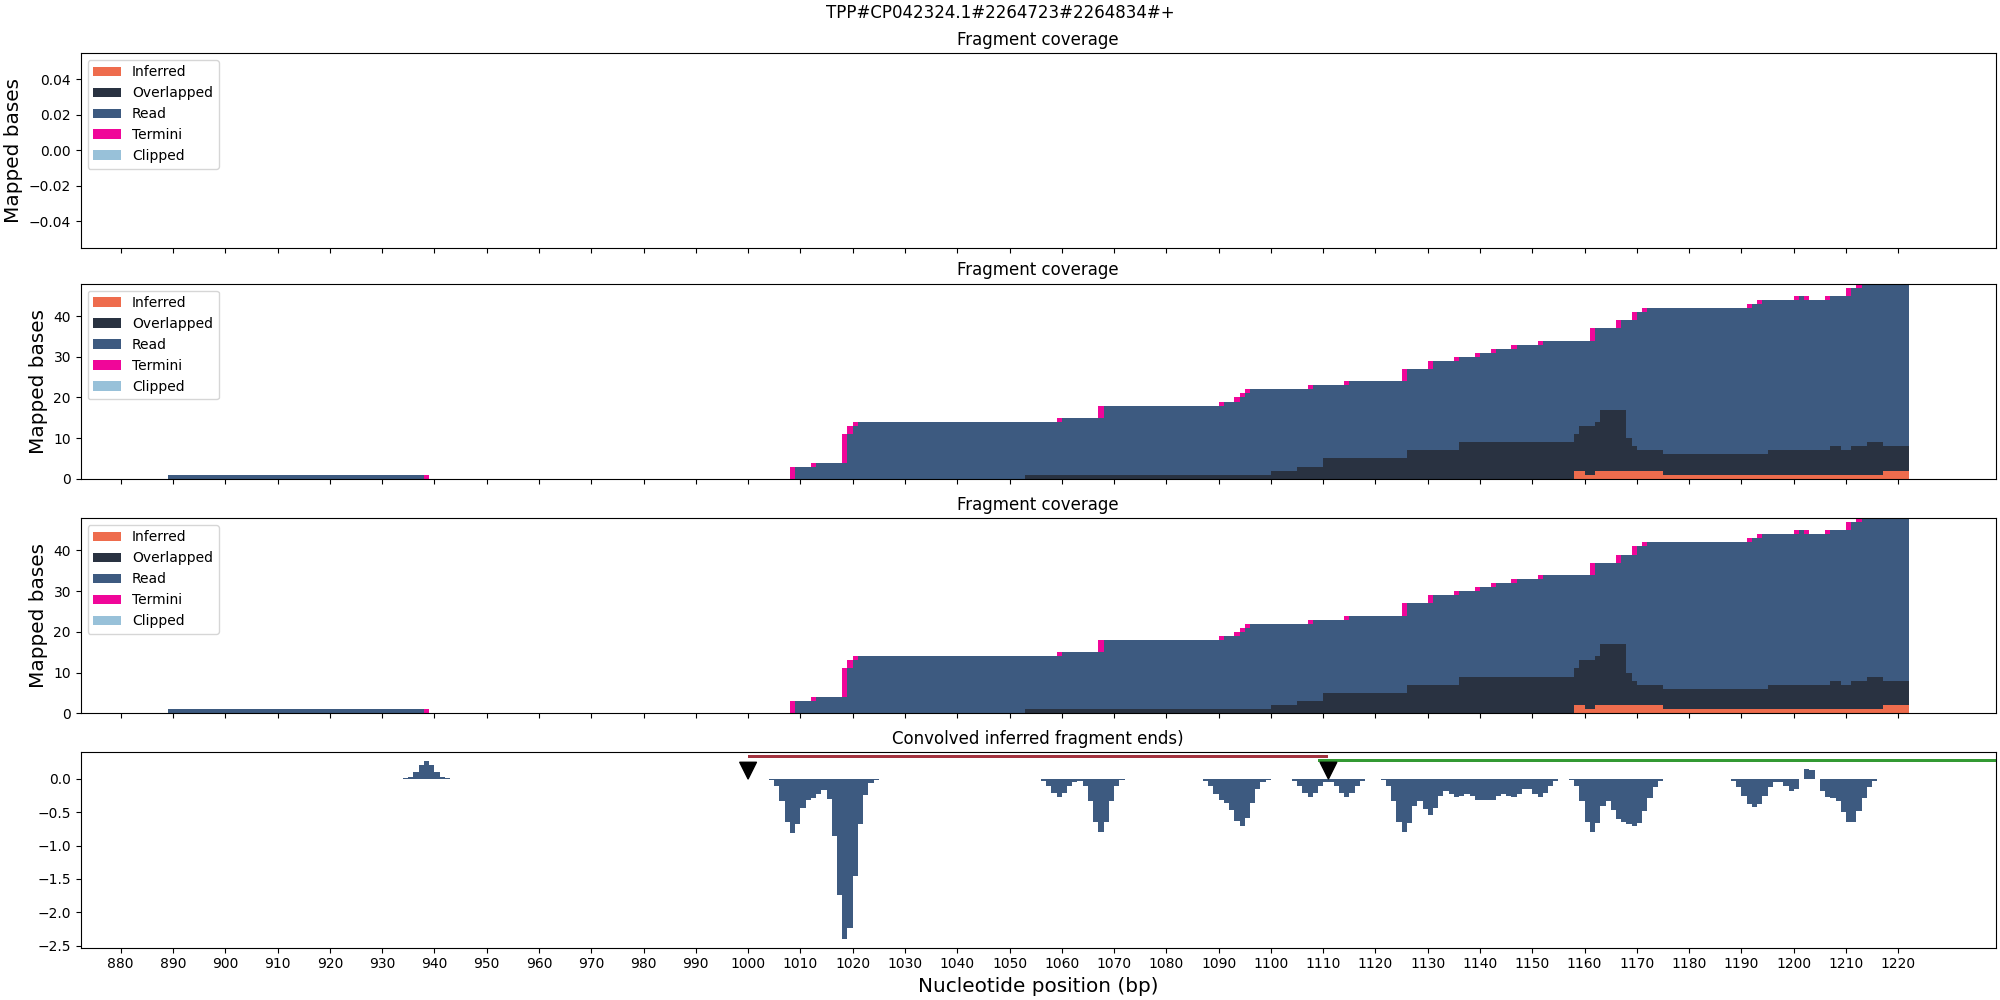 TPP#CP042324.1#2264723#2264834#+
Fragment coverage
Mapped bases
0.04
0.02
0.00
−0.02
−0.04
Inferred
Overlapped
Read
Termini
Clipped
Fragment coverage
Mapped bases
40
30
20
10
0
Inferred
Overlapped
Read
Termini
Clipped
Fragment coverage
Mapped bases
40
30
20
10
0
Inferred
Overlapped
Read
Termini
Clipped
Convolved inferred fragment ends)
0.0
−0.5
−1.0
−1.5
−2.0
−2.5
880 890 900 910 920 930 940 950 960 970 980 990 1000 1010 1020 1030 1040 1050 1060 1070 1080 1090 1100 1110 1120 1130 1140 1150 1160 1170 1180 1190 1200 1210 1220
Nucleotide position (bp)